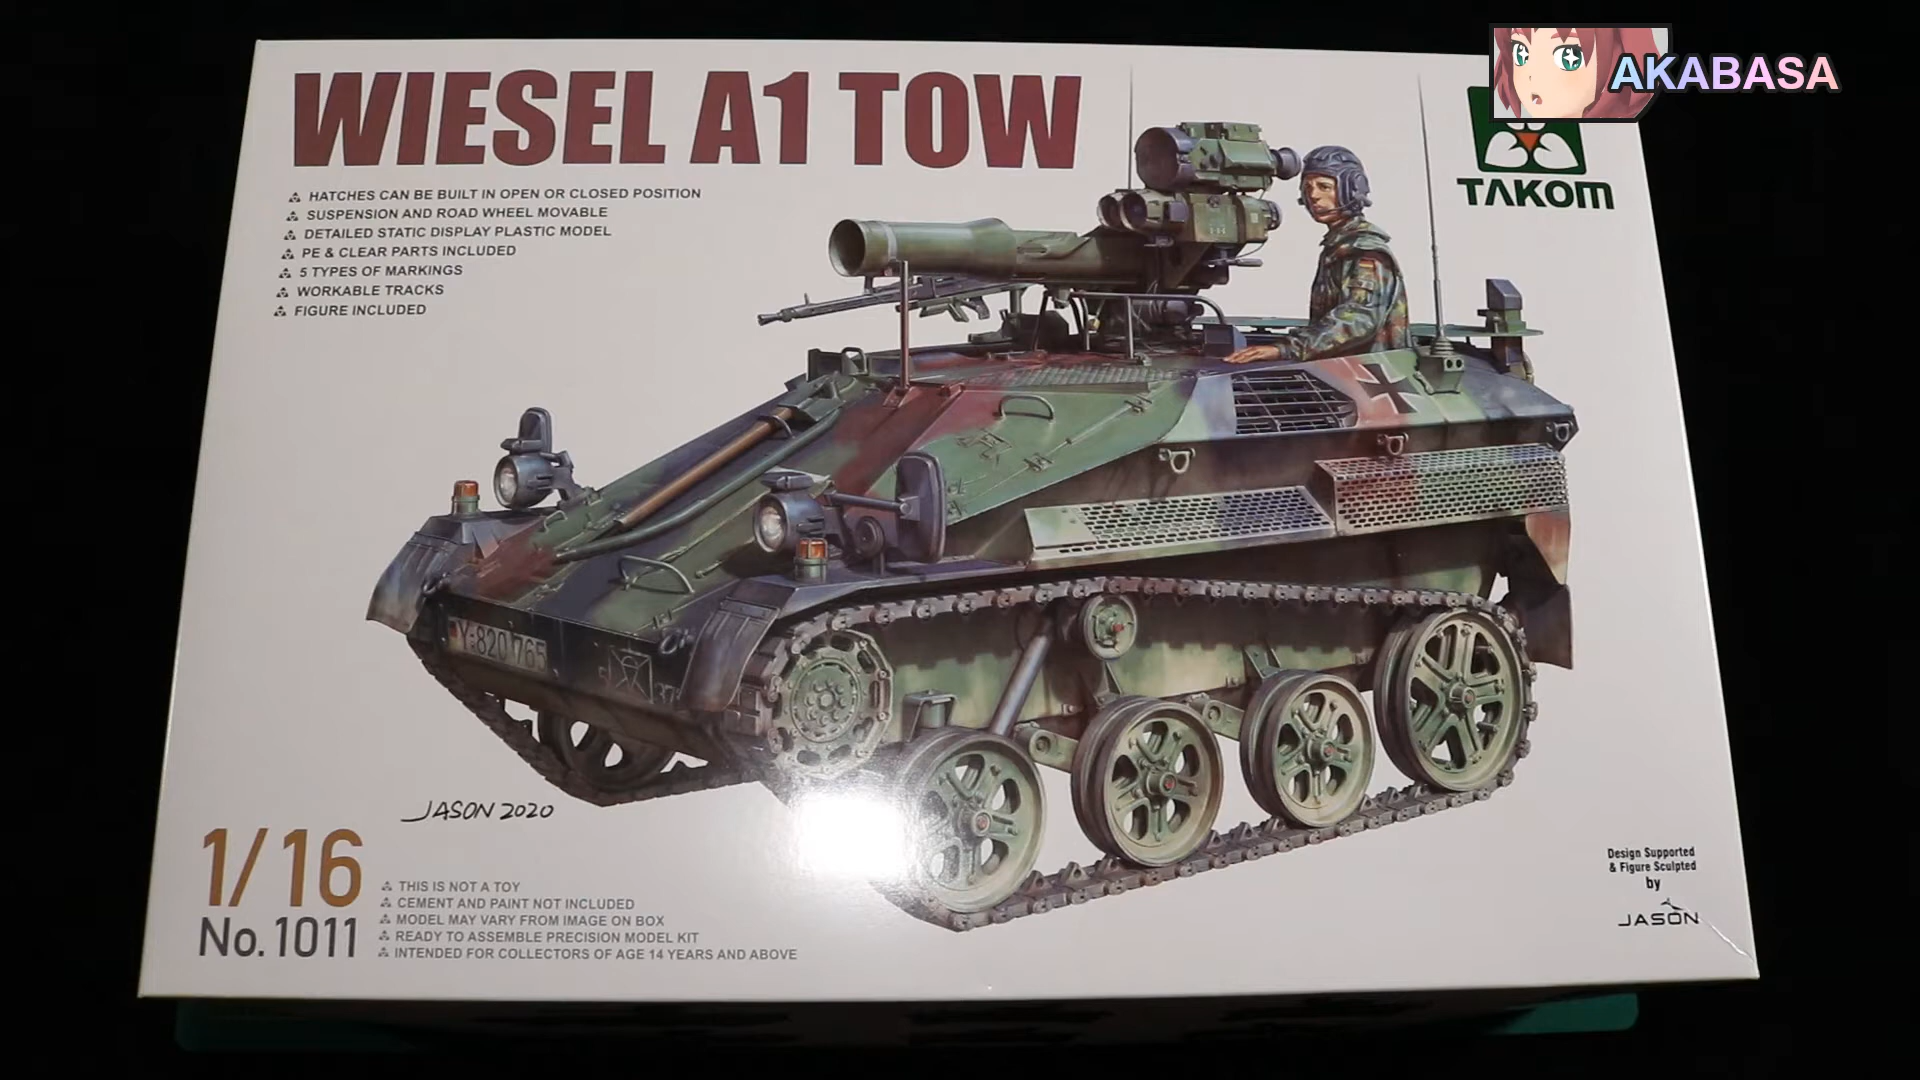 WIESEL A1 TOW
HATCHES CAN BE BUILT IN OPEN OR CLOSED POSITION
SUSPENSION AND ROAD WHEEL MOVABLE
DETAILED STATIC DISPLAY PLASTIC MODEL
PE & CLEAR PARTS INCLUDED
5 TYPES OF MARKINGS
WORKABLE TRACKS
FIGURE INCLUDED
AKABASA
TAKOM
Y-820 765
JASON 2020
1/16
No. 1011
THIS IS NOT A TOY
CEMENT AND PAINT NOT INCLUDED
MODEL MAY VARY FROM IMAGE ON BOX
READY TO ASSEMBLE PRECISION MODEL KIT
INTENDED FOR COLLECTORS OF AGE 14 YEARS AND ABOVE
Design Supported
& Figure Sculpted
by
JASON